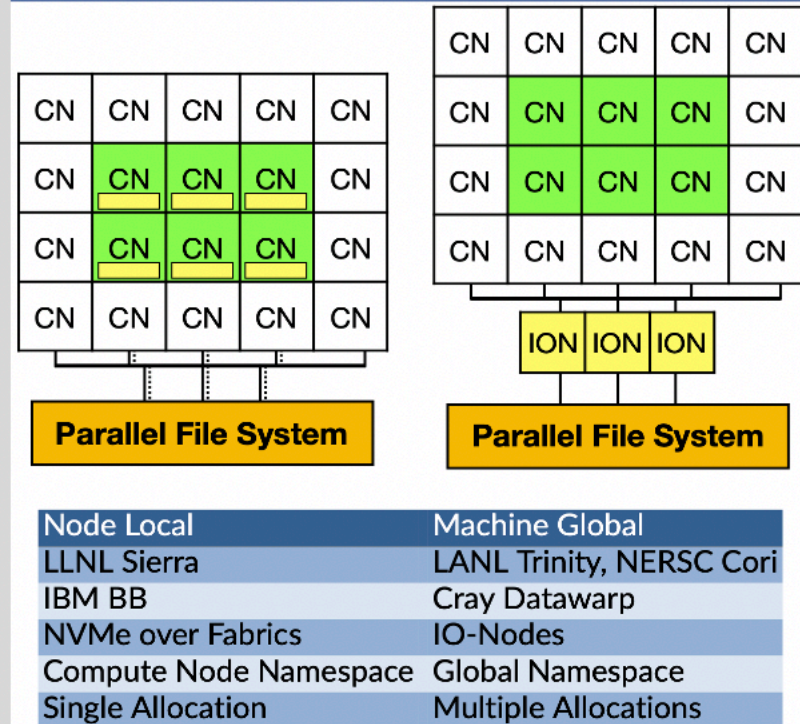 CN CN CN CN CN
CN CN CN CN CN
CN CN CN CN CN
CN CN CN CN CN
Parallel File System
CN CN CN CN CN
CN CN CN CN CN
CN CN CN CN CN
CN CN CN CN CN
ION ION ION
Parallel File System
Node Local Machine Global
LLNL Sierra LANL Trinity, NERSC Cori
IBM BB Cray Datawarp
NVMe over Fabrics IO-Nodes
Compute Node Namespace Global Namespace
Single Allocation Multiple Allocations